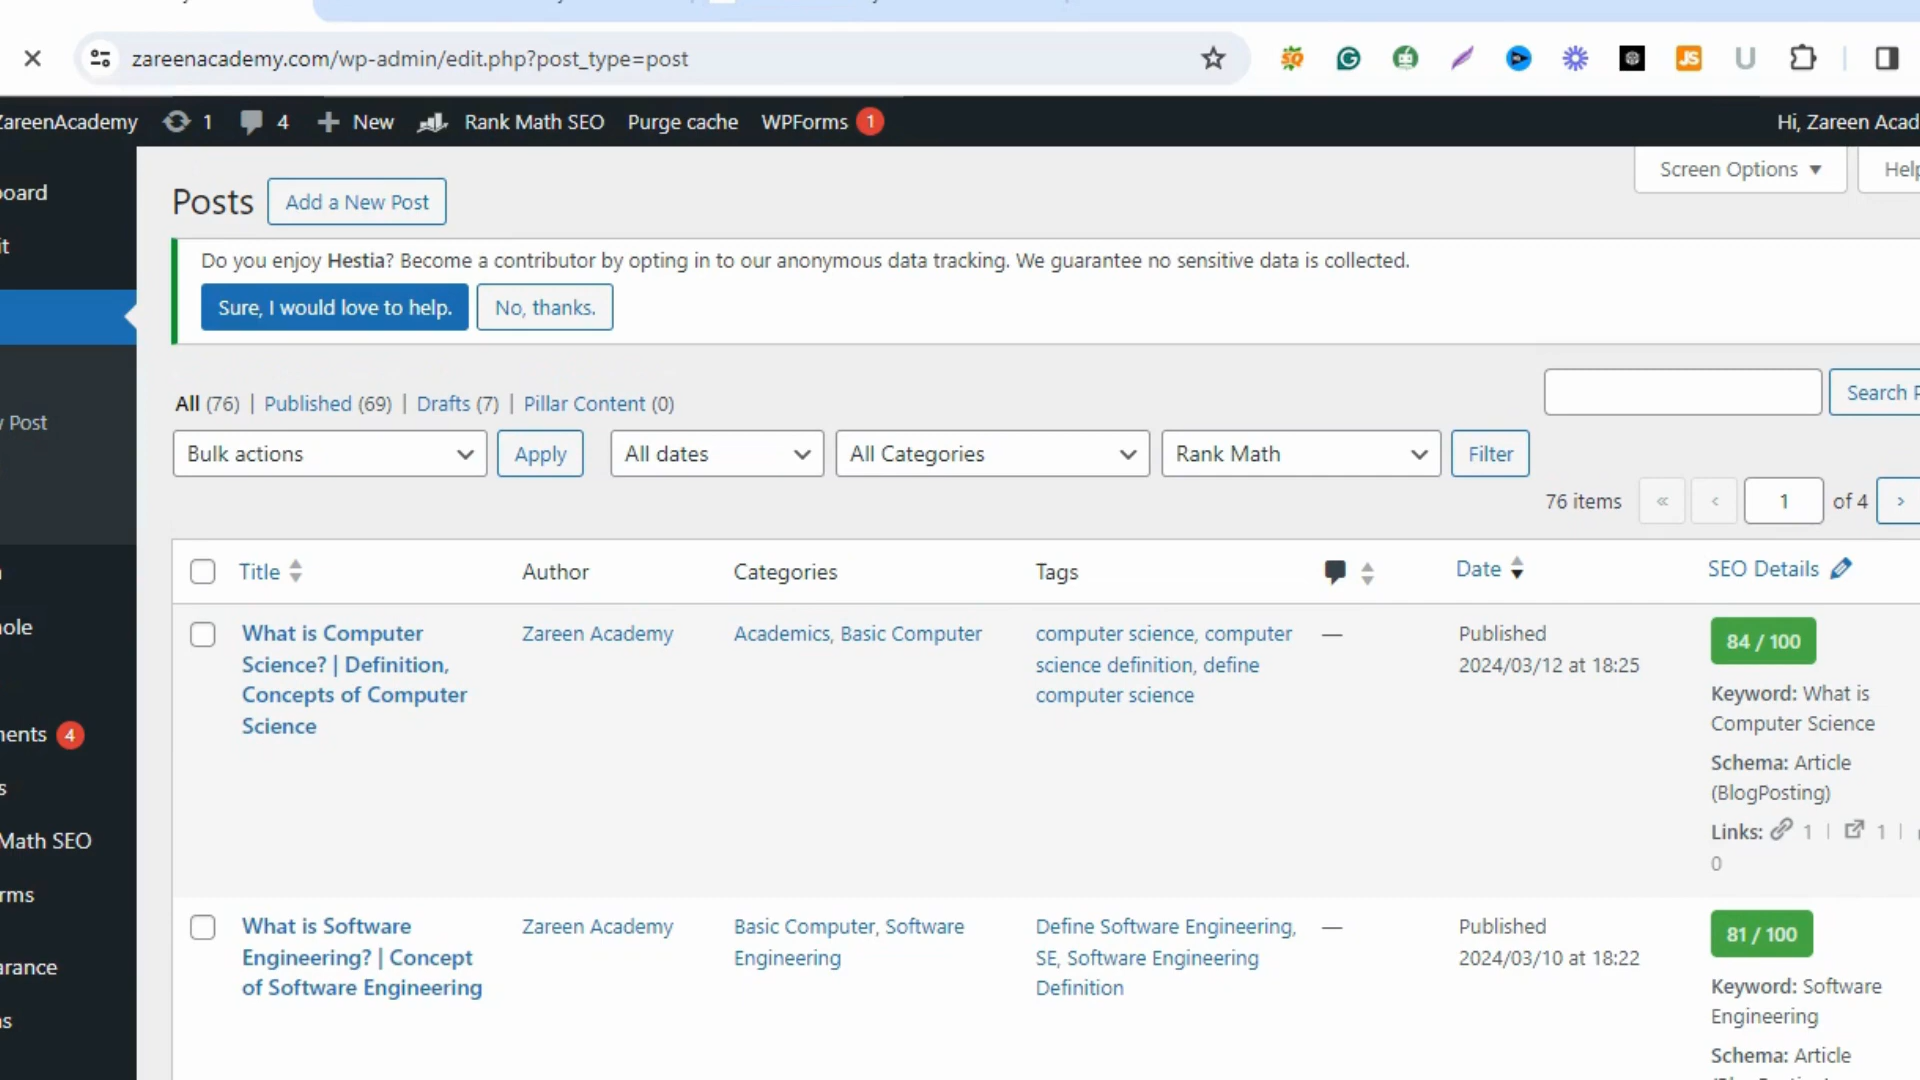 zareenacademy.com/wp-admin/edit.php?post_type=post
JS
ZareenAcademy 1 4 New Rank Math SEO Purge cache WPForms 1
Hi, Zareen Acad
Screen Options Help
Posts Add a New Post
Do you enjoy Hestia? Become a contributor by opting in to our anonymous data tracking. We guarantee no sensitive data is collected.
Sure, I would love to help. No, thanks.
All (76) | Published (69) | Drafts (7) | Pillar Content (0)
Search P
Bulk actions Apply All dates All Categories Rank Math Filter
76 items « ‹ 1 of 4 ›
Title Author Categories Tags Date SEO Details
What is Computer
Science? | Definition,
Concepts of Computer
Science
Zareen Academy
Academics, Basic Computer
computer science, computer
science definition, define
computer science
—
Published
2024/03/12 at 18:25
84 / 100
Keyword: What is
Computer Science
Schema: Article
(BlogPosting)
Links: 1 | 1 |
0
What is Software
Engineering? | Concept
of Software Engineering
Zareen Academy
Basic Computer, Software
Engineering
Define Software Engineering,
SE, Software Engineering
Definition
—
Published
2024/03/10 at 18:22
81 / 100
Keyword: Software
Engineering
Schema: Article
oard
it
Post
ole
ents 4
s
Math SEO
rms
arance
ns